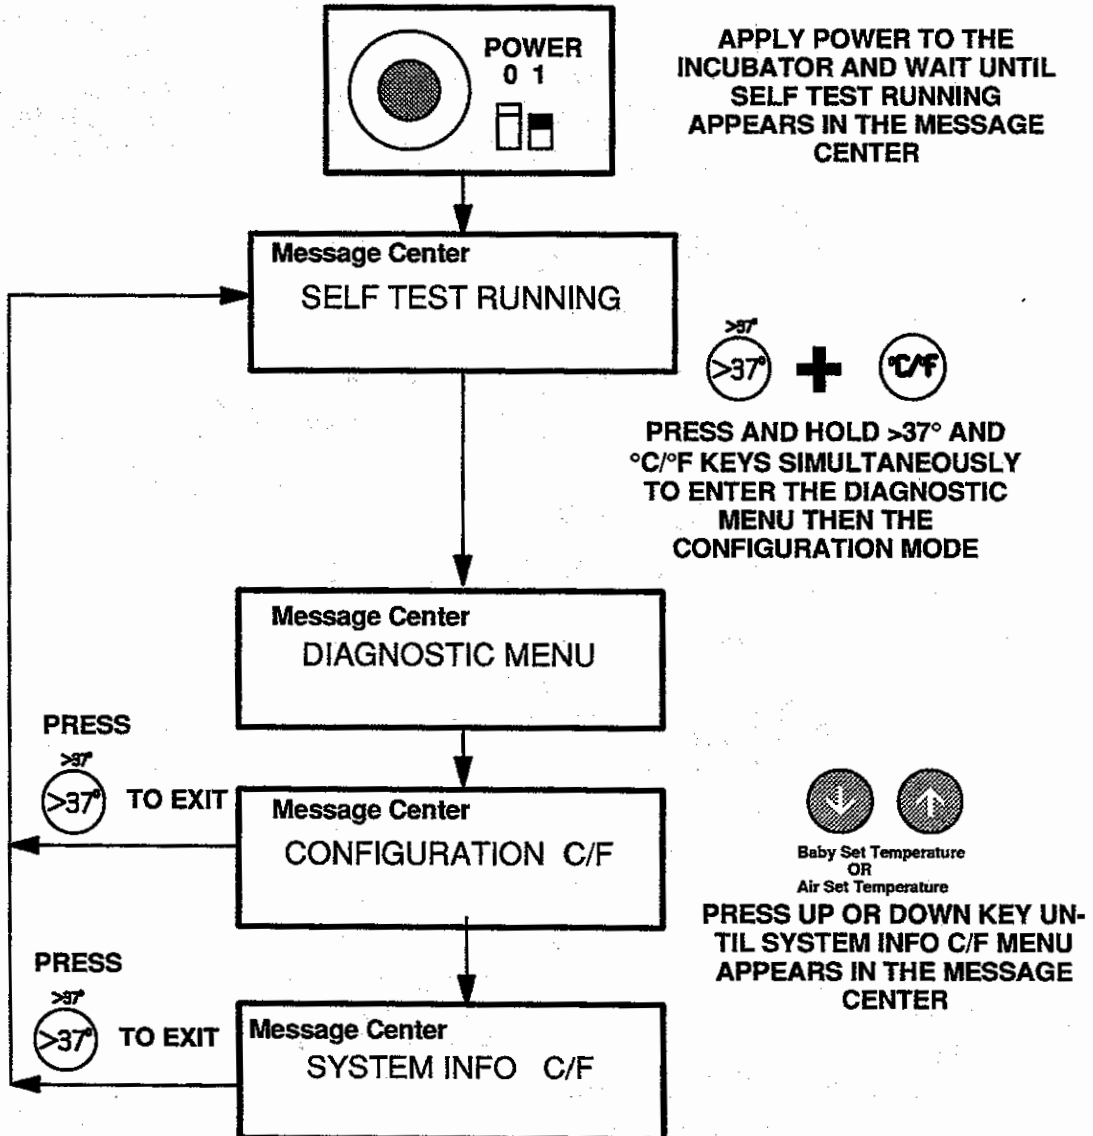 POWER
0 1
APPLY POWER TO THE
INCUBATOR AND WAIT UNTIL
SELF TEST RUNNING
APPEARS IN THE MESSAGE
CENTER
Message Center
SELF TEST RUNNING
>37°
>37°
°C/°F
PRESS AND HOLD >37° AND
°C/°F KEYS SIMULTANEOUSLY
TO ENTER THE DIAGNOSTIC
MENU THEN THE
CONFIGURATION MODE
Message Center
DIAGNOSTIC MENU
PRESS
>37°
>37° TO EXIT
Message Center
CONFIGURATION C/F
Baby Set Temperature
OR
Air Set Temperature
PRESS UP OR DOWN KEY UN-
TIL SYSTEM INFO C/F MENU
APPEARS IN THE MESSAGE
CENTER
PRESS
>37°
>37° TO EXIT
Message Center
SYSTEM INFO C/F